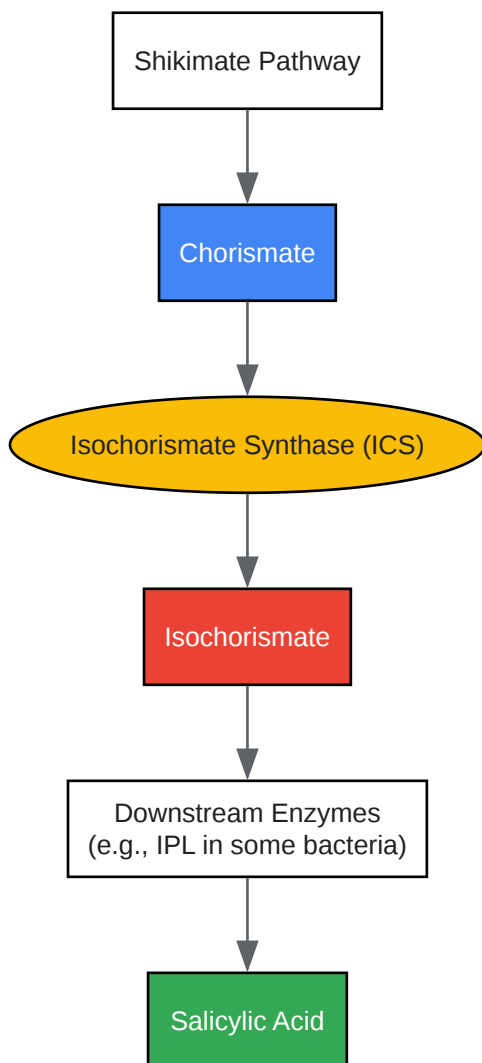 Shikimate Pathway
Chorismate
Isochorismate Synthase (ICS)
Isochorismate
Downstream Enzymes
(e.g., IPL in some bacteria)
Salicylic Acid